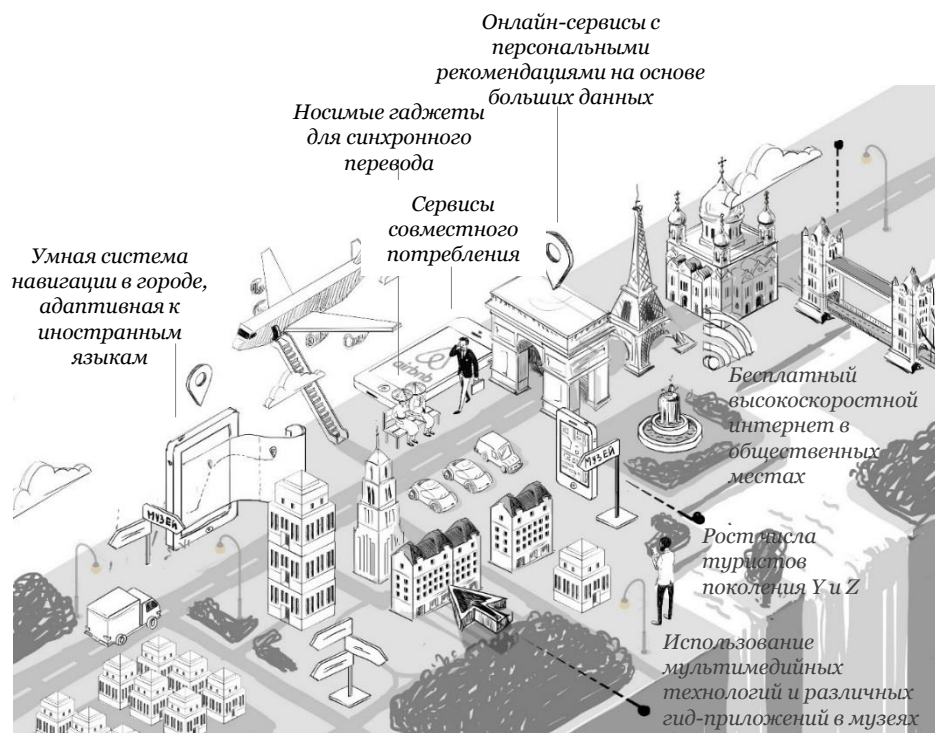 Онлайн-сервисы с
персональными
рекомендациями на основе
больших данных
Носимые гаджеты
для синхронного
перевода
Сервисы
совместного
потребления
Умная система
навигации в городе,
адаптивная к
иностранным
языкам
airbnb
Бесплатный
высокоскоростной
интернет в
общественных
местах
МУЗЕЙ
МУЗЕЙ
Рост числа
туристов
поколения Y и Z
Использование
мультимедийных
технологий и различных
гид-приложений в музеях